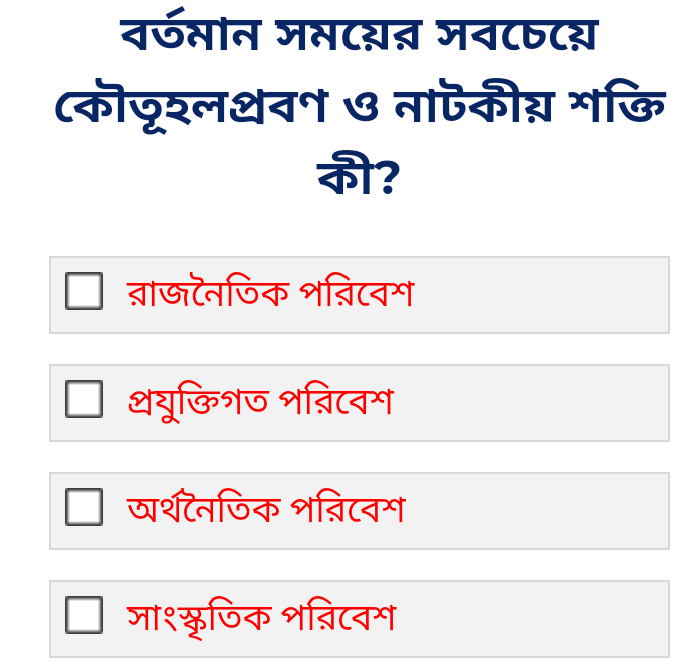 বর্তমান সময়ের সবচেয়ে
কৌতূহলপ্রবণ ও নাটকীয় শক্তি
কী?
রাজনৈতিক পরিবেশ
প্রযুক্তিগত পরিবেশ
অর্থনৈতিক পরিবেশ
সাংস্কৃতিক পরিবেশ